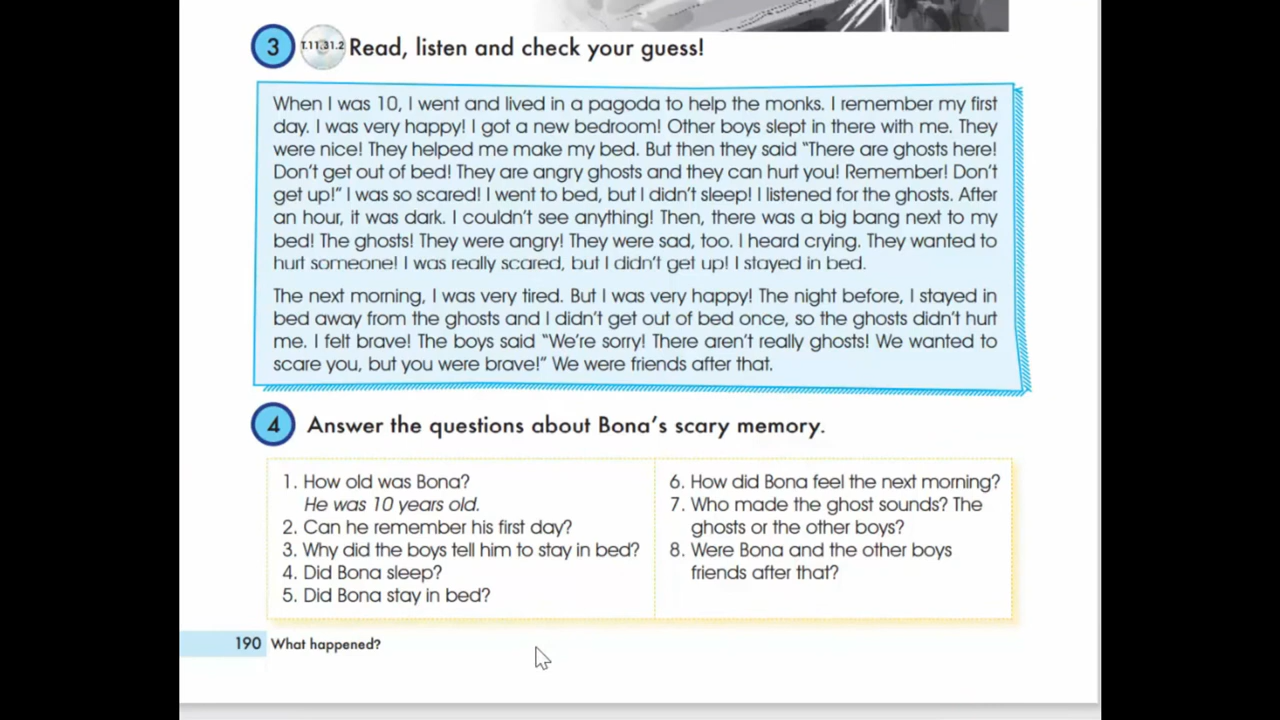 3 T.11.31.2 Read, listen and check your guess!
When I was 10, I went and lived in a pagoda to help the monks. I remember my first
day. I was very happy! I got a new bedroom! Other boys slept in there with me. They
were nice! They helped me make my bed. But then they said “There are ghosts here!
Don’t get out of bed! They are angry ghosts and they can hurt you! Remember! Don’t
get up!” I was so scared! I went to bed, but I didn’t sleep! I listened for the ghosts. After
an hour, it was dark. I couldn’t see anything! Then, there was a big bang next to my
bed! The ghosts! They were angry! They were sad, too. I heard crying. They wanted to
hurt someone! I was really scared, but I didn’t get up! I stayed in bed.
The next morning, I was very tired. But I was very happy! The night before, I stayed in
bed away from the ghosts and I didn’t get out of bed once, so the ghosts didn’t hurt
me. I felt brave! The boys said “We’re sorry! There aren’t really ghosts! We wanted to
scare you, but you were brave!” We were friends after that.
4 Answer the questions about Bona’s scary memory.
1. How old was Bona?
He was 10 years old.
2. Can he remember his first day?
3. Why did the boys tell him to stay in bed?
4. Did Bona sleep?
5. Did Bona stay in bed?
6. How did Bona feel the next morning?
7. Who made the ghost sounds? The
ghosts or the other boys?
8. Were Bona and the other boys
friends after that?
190 What happened?